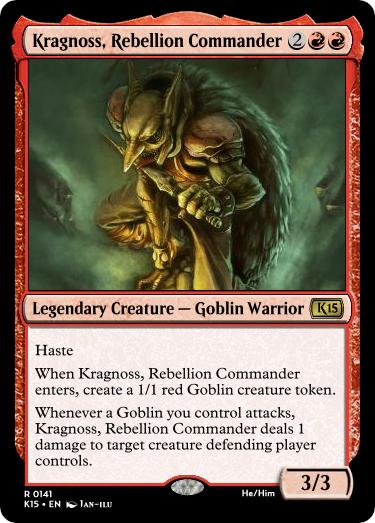 Kragnoss, Rebellion Commander 2
Legendary Creature — Goblin Warrior K15
Haste
When Kragnoss, Rebellion Commander
enters, create a 1/1 red Goblin creature token.
Whenever a Goblin you control attacks,
Kragnoss, Rebellion Commander deals 1
damage to target creature defending player
controls.
3/3
R 0141
K15 • EN Jan-ilu
He/Him